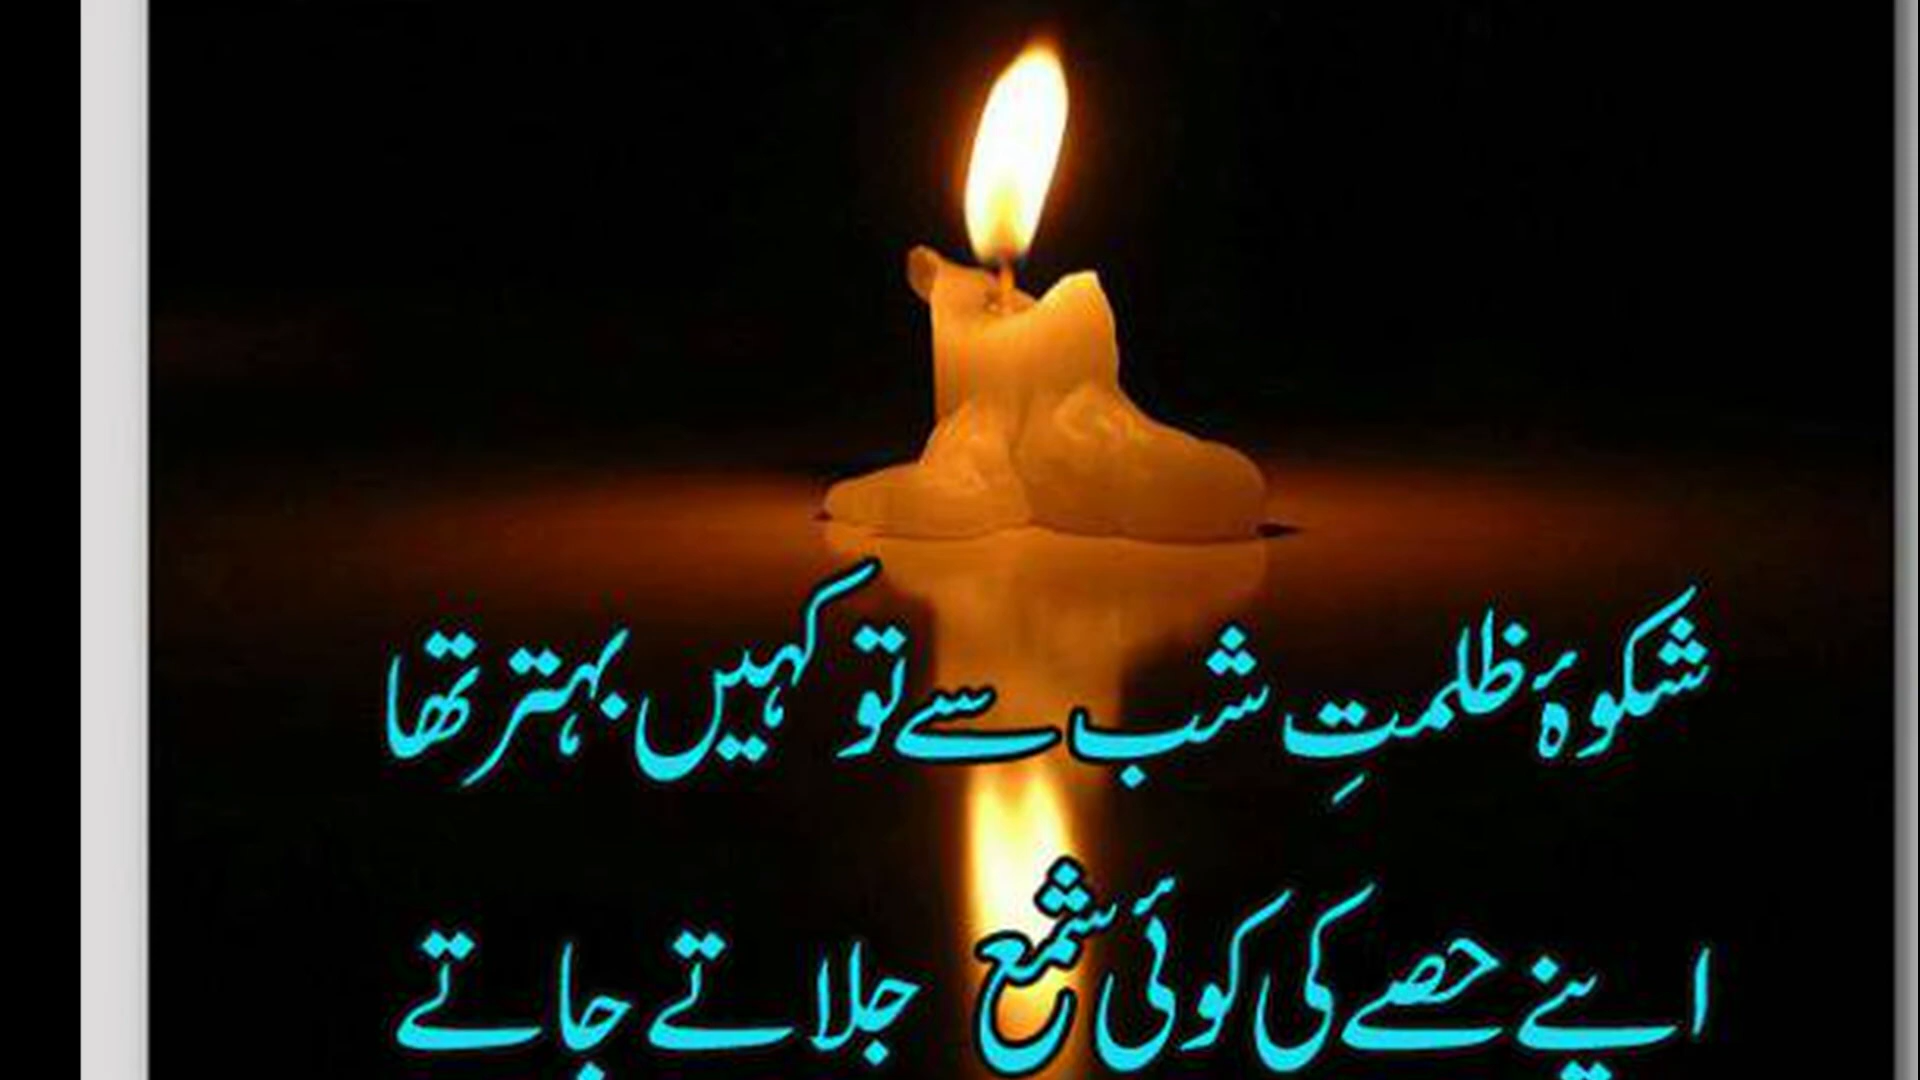 شکوۂ ظلمتِ شب سے تو کہیں بہتر تھا
اپنے حصے کی کوئی شمع جلاتے جاتے